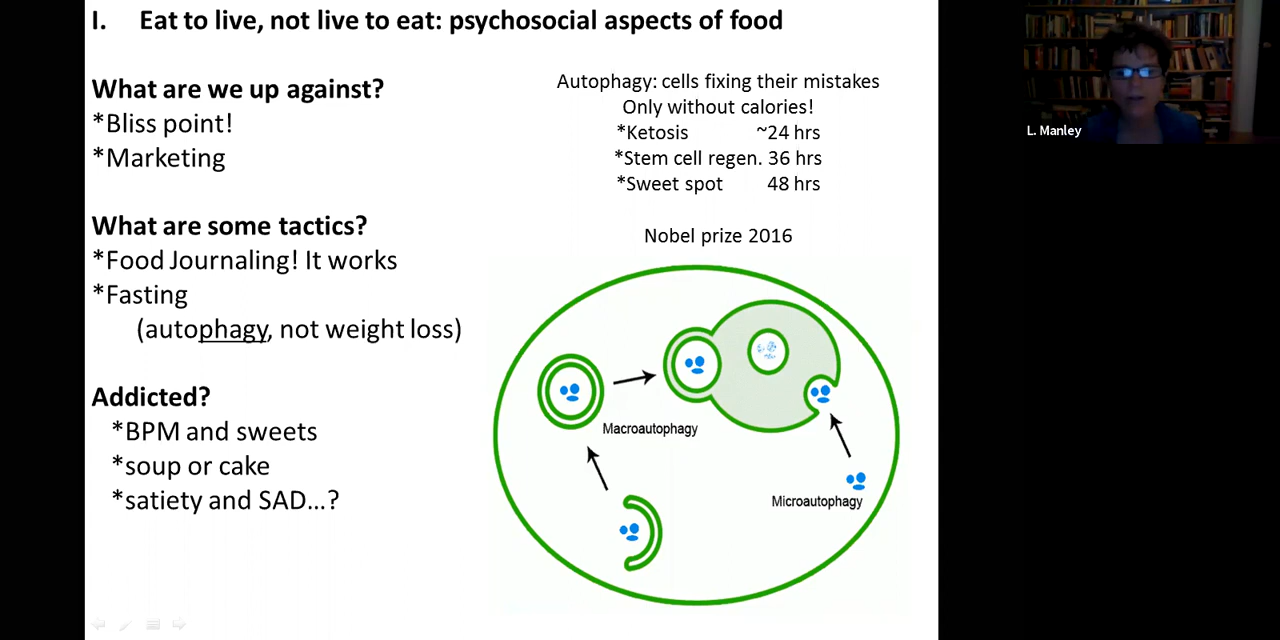 I. Eat to live, not live to eat: psychosocial aspects of food
What are we up against?
*Bliss point!
*Marketing
What are some tactics?
*Food Journaling! It works
*Fasting
(autophagy, not weight loss)
Addicted?
*BPM and sweets
*soup or cake
*satiety and SAD...?
Autophagy: cells fixing their mistakes
Only without calories!
*Ketosis ~24 hrs
*Stem cell regen. 36 hrs
*Sweet spot 48 hrs
Nobel prize 2016
Macroautophagy
Microautophagy
L. Manley